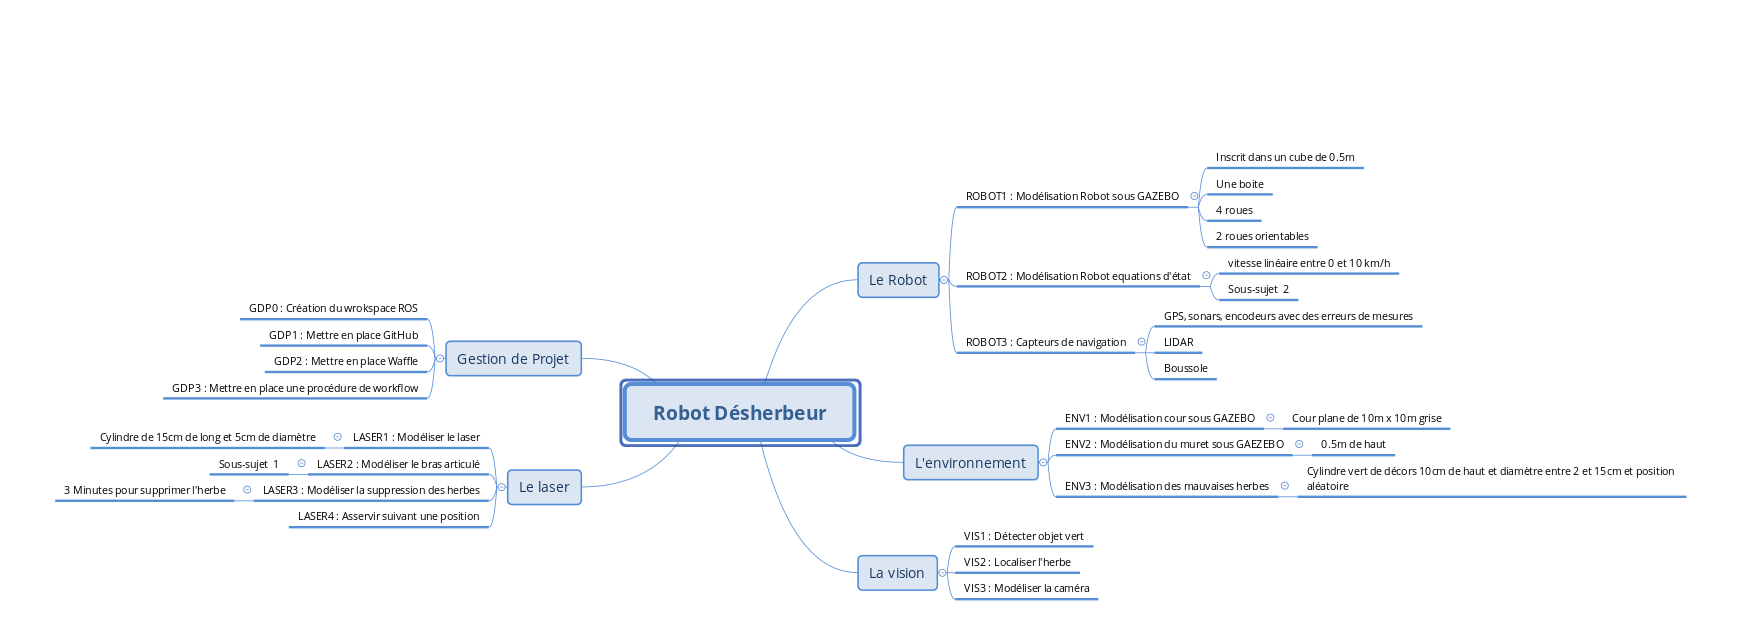 Robot Désherbeur
Le Robot
ROBOT1 : Modélisation Robot sous GAZEBO
Inscrit dans un cube de 0.5m
Une boite
4 roues
2 roues orientables
ROBOT2 : Modélisation Robot equations d'état
vitesse linéaire entre 0 et 10 km/h
Sous-sujet 2
ROBOT3 : Capteurs de navigation
GPS, sonars, encodeurs avec des erreurs de mesures
LIDAR
Boussole
L'environnement
ENV1 : Modélisation cour sous GAZEBO
Cour plane de 10m x 10m grise
ENV2 : Modélisation du muret sous GAEZEBO
0.5m de haut
ENV3 : Modélisation des mauvaises herbes
Cylindre vert de décors 10cm de haut et diamètre entre 2 et 15cm et position
aléatoire
La vision
VIS1 : Détecter objet vert
VIS2 : Localiser l'herbe
VIS3 : Modéliser la caméra
Gestion de Projet
GDP0 : Création du wrokspace ROS
GDP1 : Mettre en place GitHub
GDP2 : Mettre en place Waffle
GDP3 : Mettre en place une procédure de workflow
Le laser
LASER1 : Modéliser le laser
Cylindre de 15cm de long et 5cm de diamètre
LASER2 : Modéliser le bras articulé
Sous-sujet 1
LASER3 : Modéliser la suppression des herbes
3 Minutes pour supprimer l'herbe
LASER4 : Asservir suivant une position